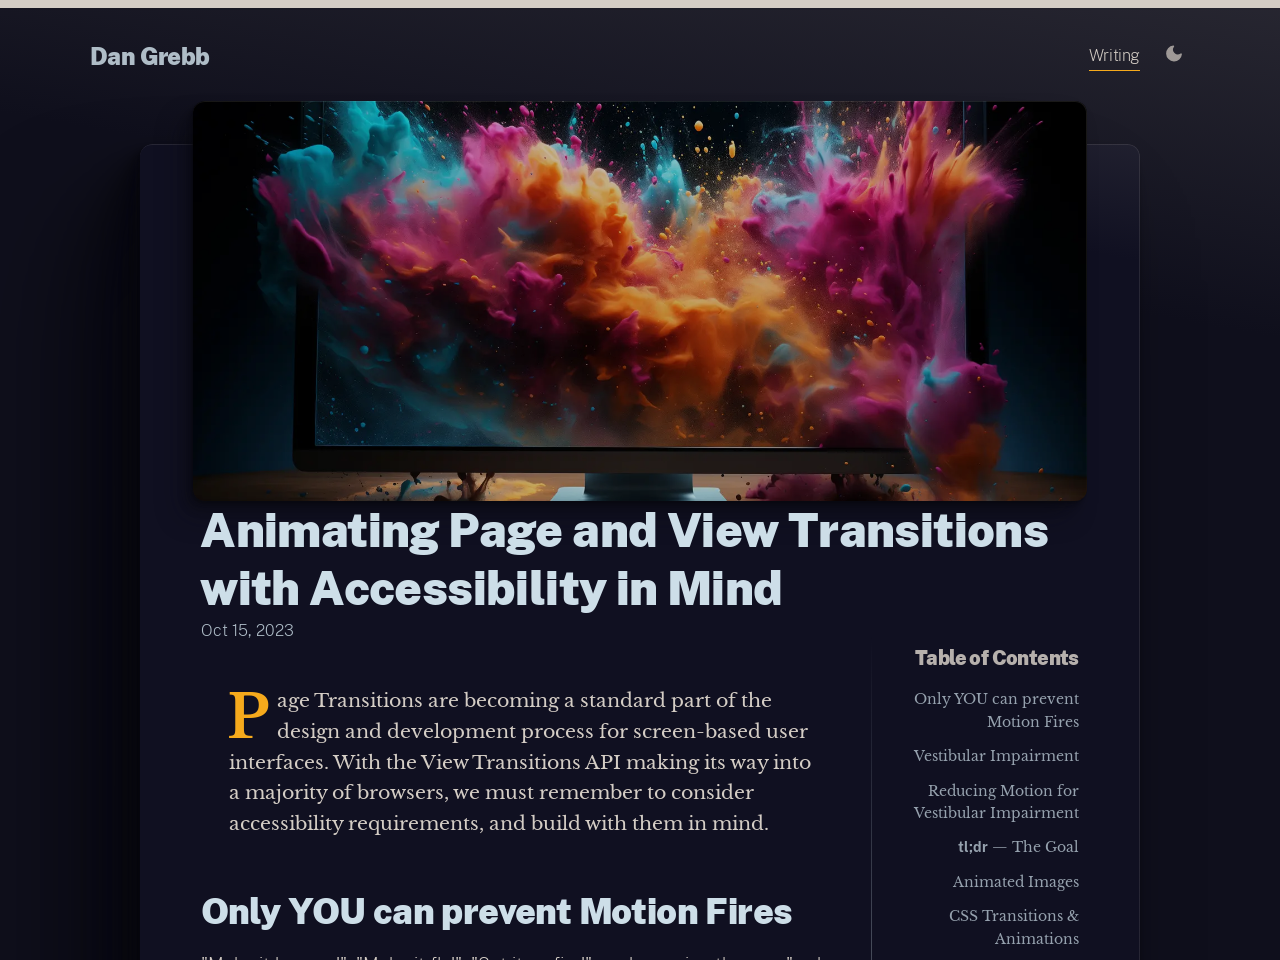 Dan Grebb
Writing
Animating Page and View Transitions
with Accessibility in Mind
Oct 15, 2023
Page Transitions are becoming a standard part of the
design and development process for screen-based user
interfaces. With the View Transitions API making its way into
a majority of browsers, we must remember to consider
accessibility requirements, and build with them in mind.
Only YOU can prevent Motion Fires
Table of Contents
Only YOU can prevent
Motion Fires
Vestibular Impairment
Reducing Motion for
Vestibular Impairment
tl;dr — The Goal
Animated Images
CSS Transitions &
Animations